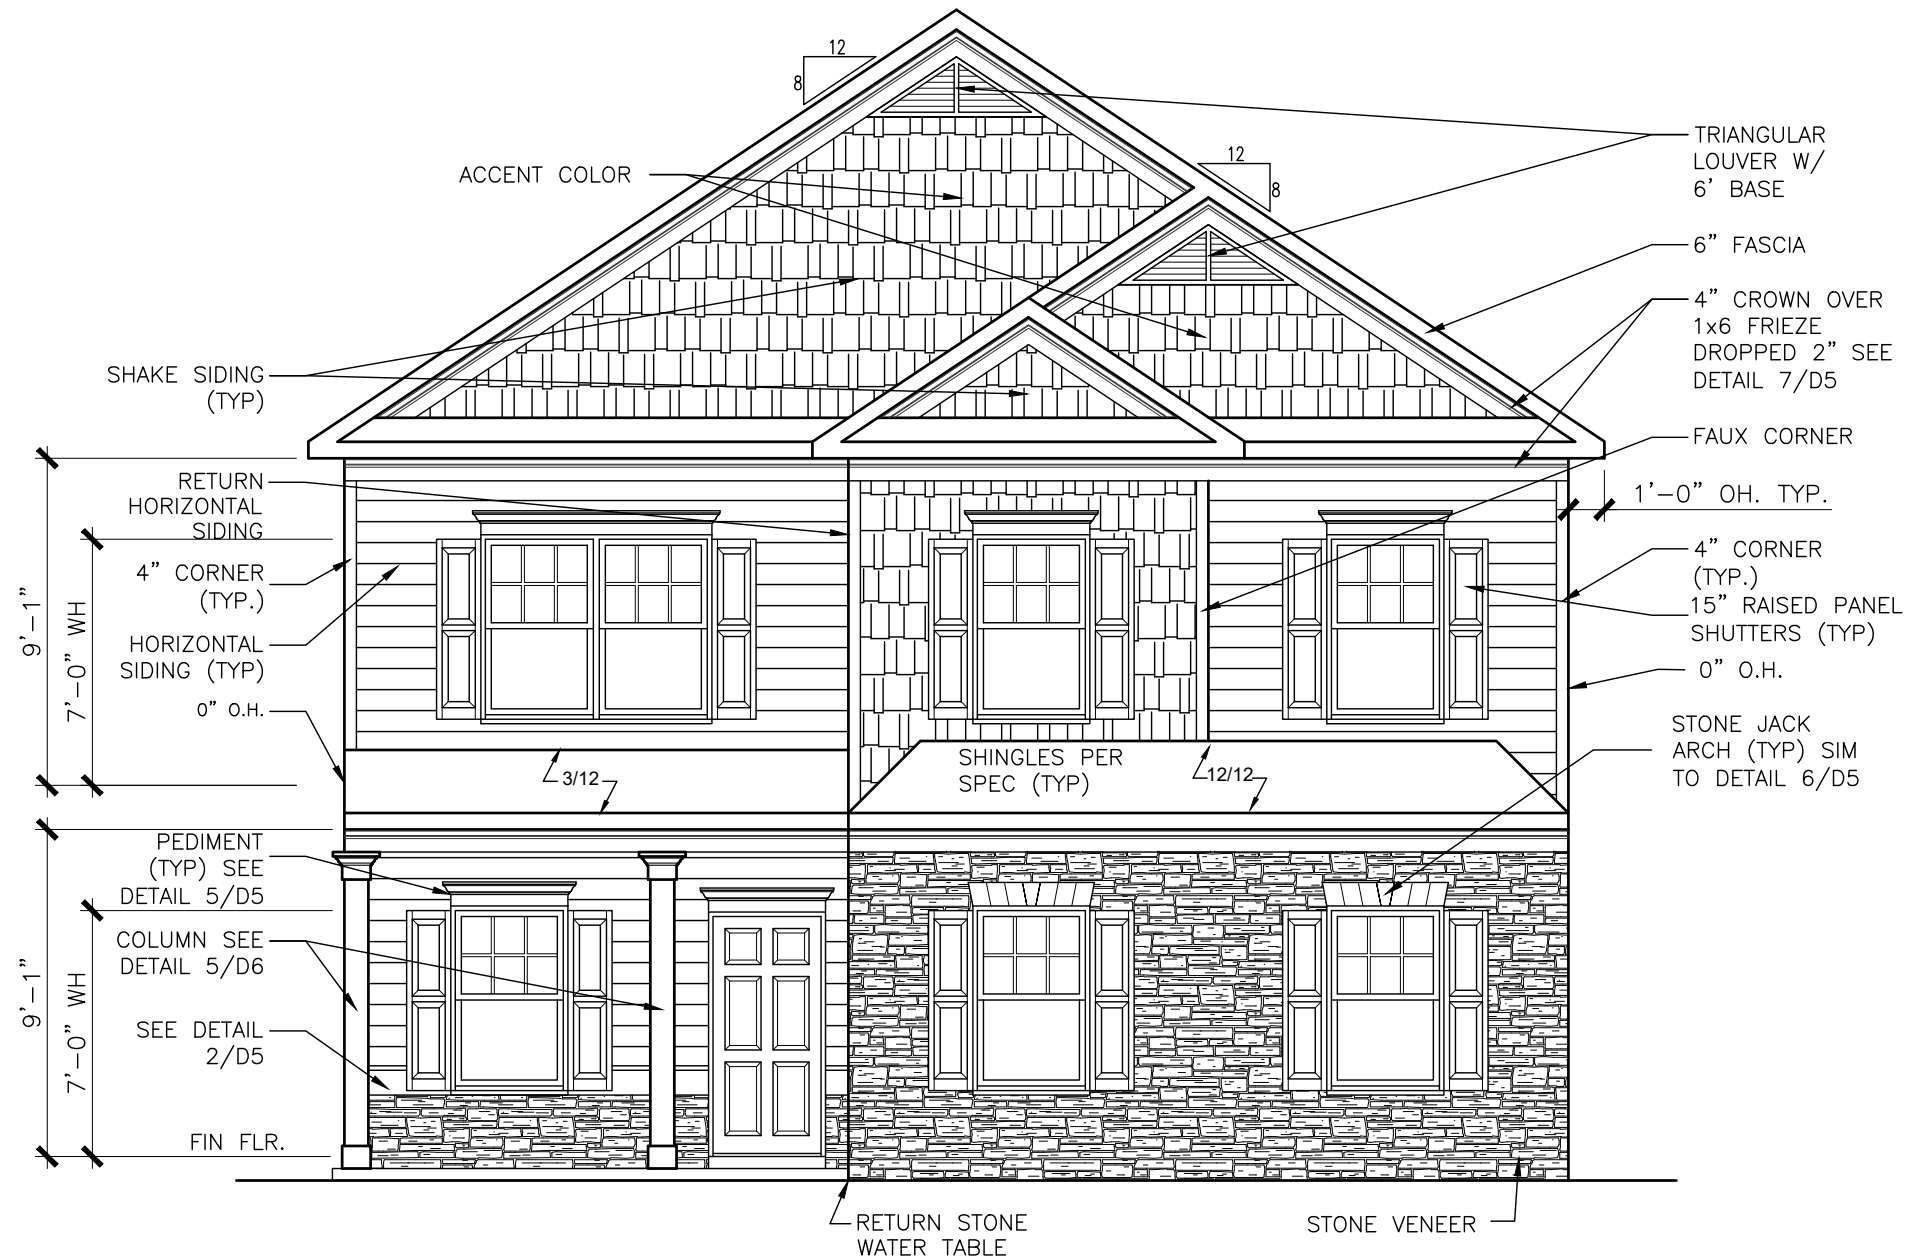 12
8
12
8
TRIANGULAR
LOUVER W/
6' BASE
ACCENT COLOR
6" FASCIA
4" CROWN OVER
1x6 FRIEZE
DROPPED 2" SEE
DETAIL 7/D5
SHAKE SIDING
(TYP)
FAUX CORNER
RETURN
HORIZONTAL
SIDING
1'-0" OH. TYP.
4" CORNER
(TYP.)
4" CORNER
(TYP.)
15" RAISED PANEL
SHUTTERS (TYP)
9'-1"
7'-0" WH
HORIZONTAL
SIDING (TYP)
0" O.H.
0" O.H.
STONE JACK
ARCH (TYP) SIM
TO DETAIL 6/D5
SHINGLES PER
SPEC (TYP)
3/12
12/12
PEDIMENT
(TYP) SEE
DETAIL 5/D5
COLUMN SEE
DETAIL 5/D6
9'-1"
7'-0" WH
SEE DETAIL
2/D5
FIN FLR.
RETURN STONE
WATER TABLE
STONE VENEER